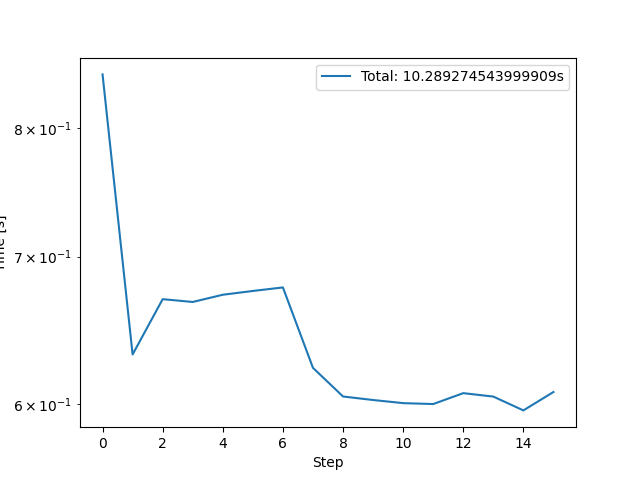 Total: 10.289274543999909s
8 × 10⁻¹
7 × 10⁻¹
6 × 10⁻¹
[s]
0 2 4 6 8 10 12 14
Step